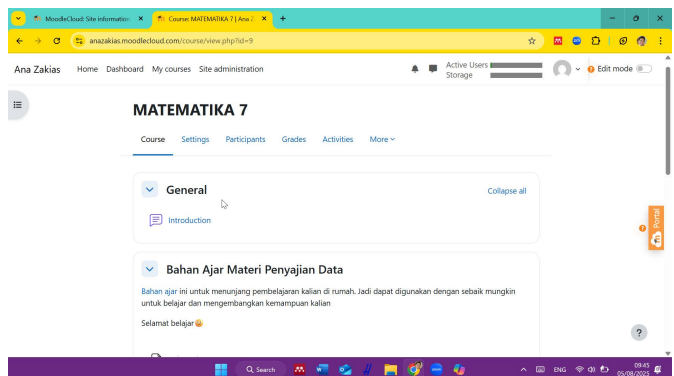 MoodleCloud: Site information
Course: MATEMATIKA 7 | Ana Z
anazakias.moodlecloud.com/course/view.php?id=9
Ana Zakias
Home Dashboard My courses Site administration
Active Users
Storage
Edit mode
MATEMATIKA 7
Course Settings Participants Grades Activities More
General
Collapse all
Introduction
Portal
Bahan Ajar Materi Penyajian Data
Bahan ajar ini untuk menunjang pembelajaran kalian di rumah. Jadi dapat digunakan dengan sebaik mungkin
untuk belajar dan mengembangkan kemampuan kalian
Selamat belajar
?
Search
ENG
09:45
05/08/2025